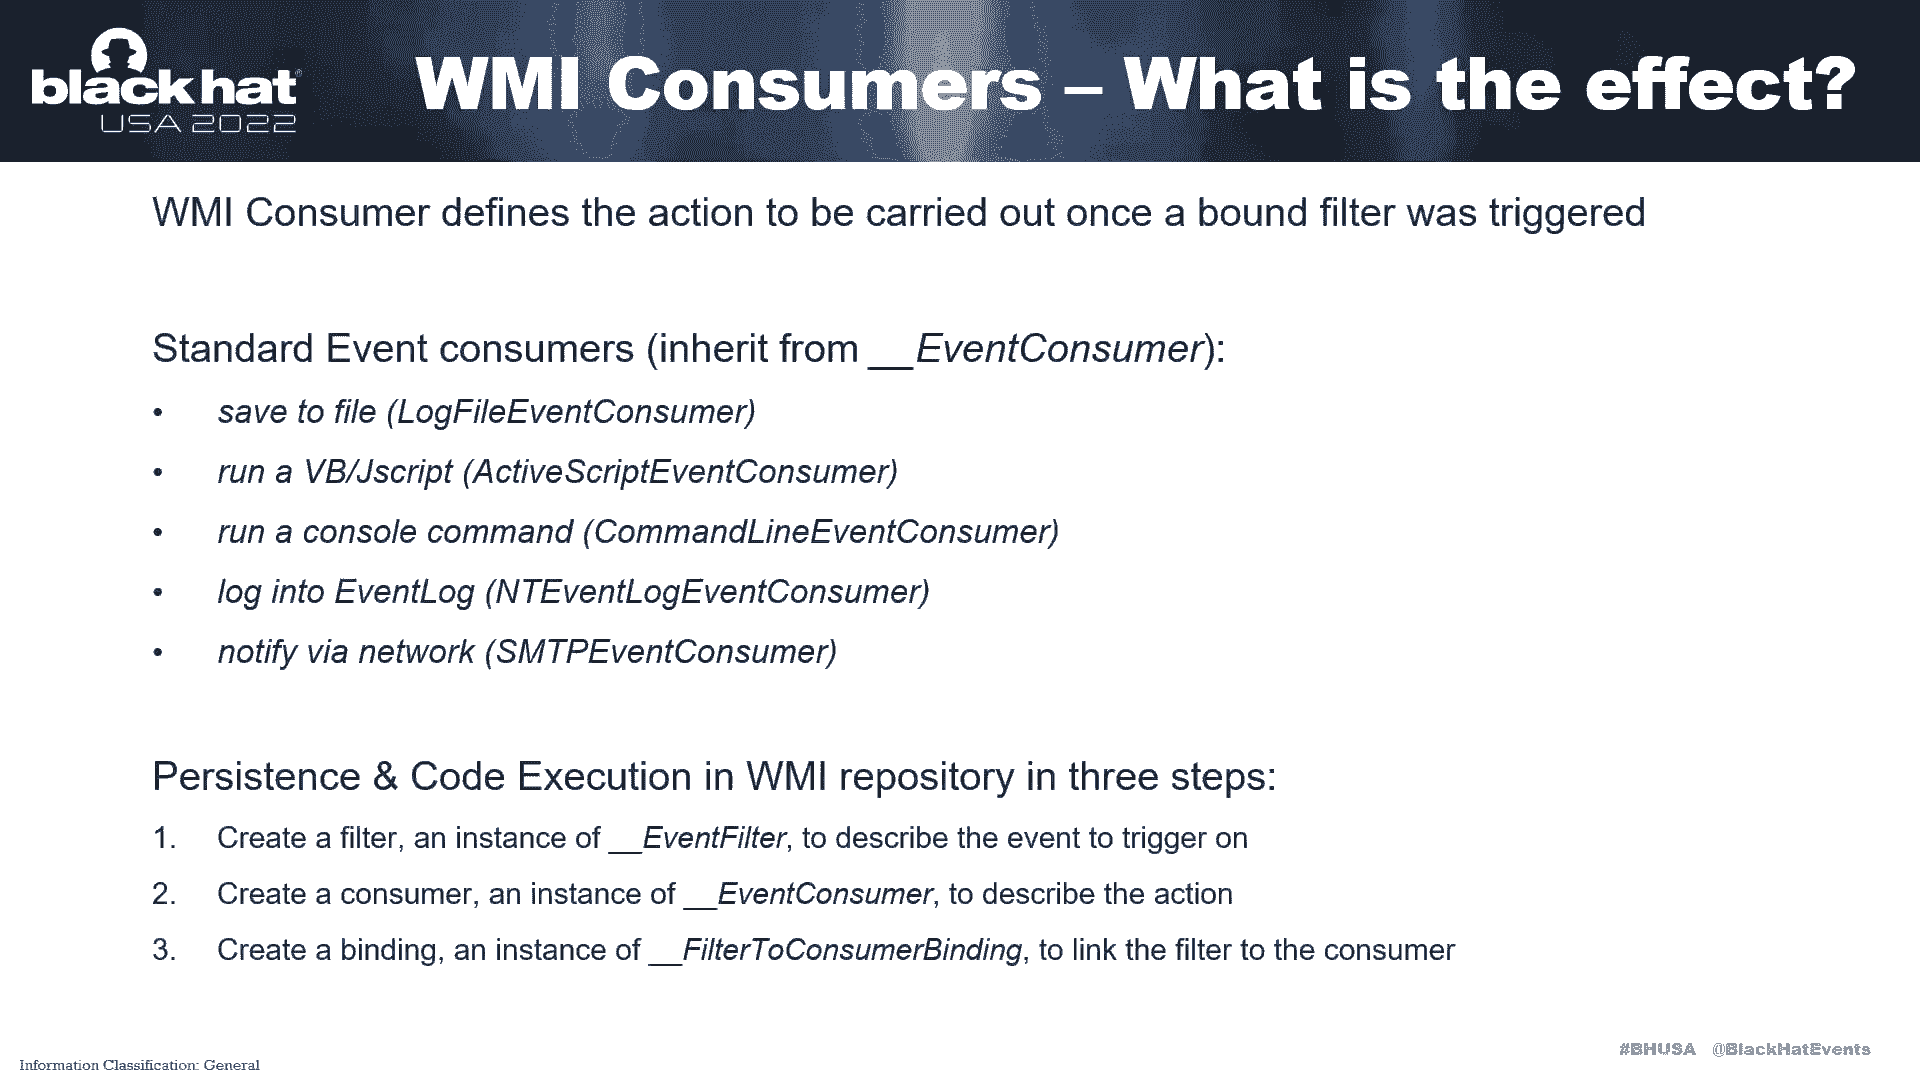 black hat®
USA 2022
WMI Consumers – What is the effect?
WMI Consumer defines the action to be carried out once a bound filter was triggered
Standard Event consumers (inherit from __EventConsumer):
• save to file (LogFileEventConsumer)
• run a VB/Jscript (ActiveScriptEventConsumer)
• run a console command (CommandLineEventConsumer)
• log into EventLog (NTEventLogEventConsumer)
• notify via network (SMTPEventConsumer)
Persistence & Code Execution in WMI repository in three steps:
1. Create a filter, an instance of __EventFilter, to describe the event to trigger on
2. Create a consumer, an instance of __EventConsumer, to describe the action
3. Create a binding, an instance of __FilterToConsumerBinding, to link the filter to the consumer
#BHUSA @BlackHatEvents
Information Classification: General